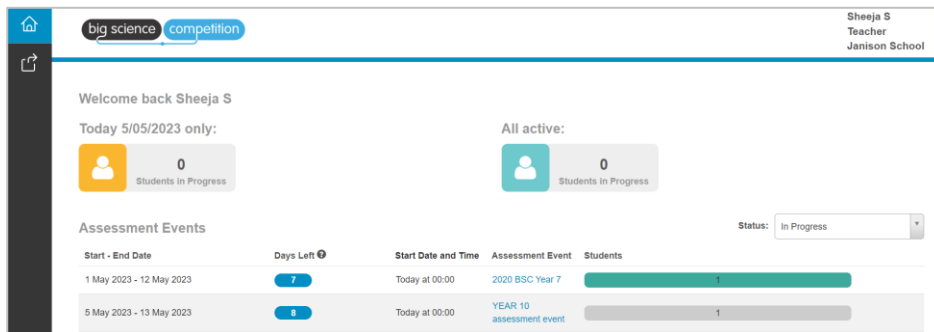 big science competition
Sheeja S
Teacher
Janison School
Welcome back Sheeja S
Today 5/05/2023 only:
0
Students in Progress
All active:
0
Students in Progress
Assessment Events
Status: In Progress
Start - End Date Days Left Start Date and Time Assessment Event Students
1 May 2023 - 12 May 2023 7 Today at 00:00 2020 BSC Year 7 1
5 May 2023 - 13 May 2023 8 Today at 00:00 YEAR 10 assessment event 1